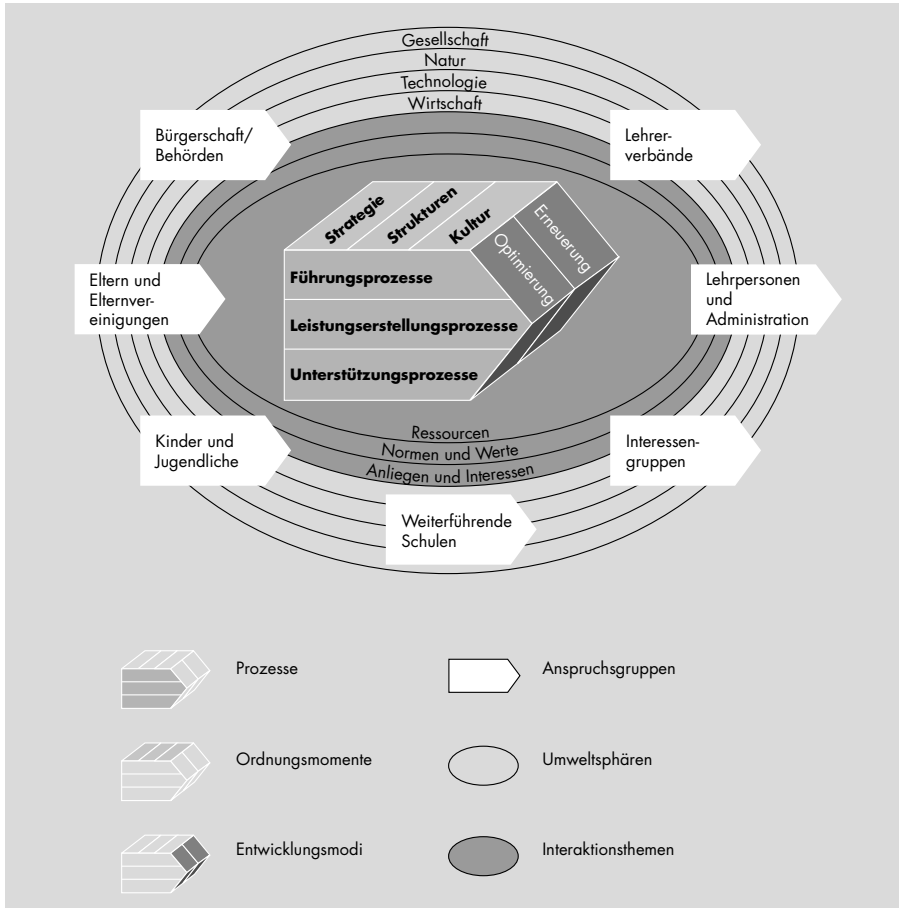 Gesellschaft
Natur
Technologie
Wirtschaft
Bürgerschaft/
Behörden
Lehrer-
verbände
Strategie
Strukturen
Kultur
Erneuerung
Optimierung
Führungsprozesse
Leistungserstellungsprozesse
Unterstützungsprozesse
Eltern und
Elternver-
einigungen
Lehrpersonen
und
Administration
Kinder und
Jugendliche
Ressourcen
Normen und Werte
Anliegen und Interessen
Interessen-
gruppen
Weiterführende
Schulen
Prozesse
Anspruchsgruppen
Ordnungsmomente
Umweltsphären
Entwicklungsmodi
Interaktionsthemen